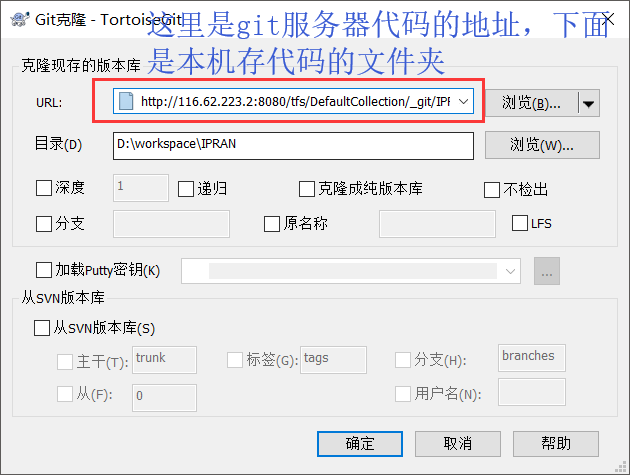 Git克隆 - TortoiseGit
这里是git服务器代码的地址，下面
是本机存代码的文件夹
克隆现存的版本库
URL: http://116.62.223.2:8080/tfs/DefaultCollection/_git/IPR 浏览(B)...
目录(D) D:\workspace\IPRAN 浏览(W)...
深度 1 递归 克隆成纯版本库 不检出
分支 原名称 LFS
加载Putty密钥(K) ...
从SVN版本库
从SVN版本库(S)
主干(T): trunk 标签(G): tags 分支(H): branches
从(F): 0 用户名(N):
确定 取消 帮助